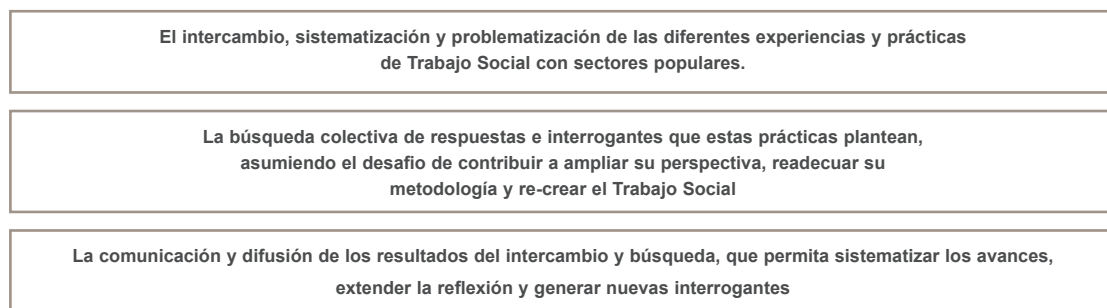 El intercambio, sistematización y problematización de las diferentes experiencias y prácticas
de Trabajo Social con sectores populares.
La búsqueda colectiva de respuestas e interrogantes que estas prácticas plantean,
asumiendo el desafio de contribuir a ampliar su perspectiva, readecuar su
metodología y re-crear el Trabajo Social
La comunicación y difusión de los resultados del intercambio y búsqueda, que permita sistematizar los avances,
extender la reflexión y generar nuevas interrogantes